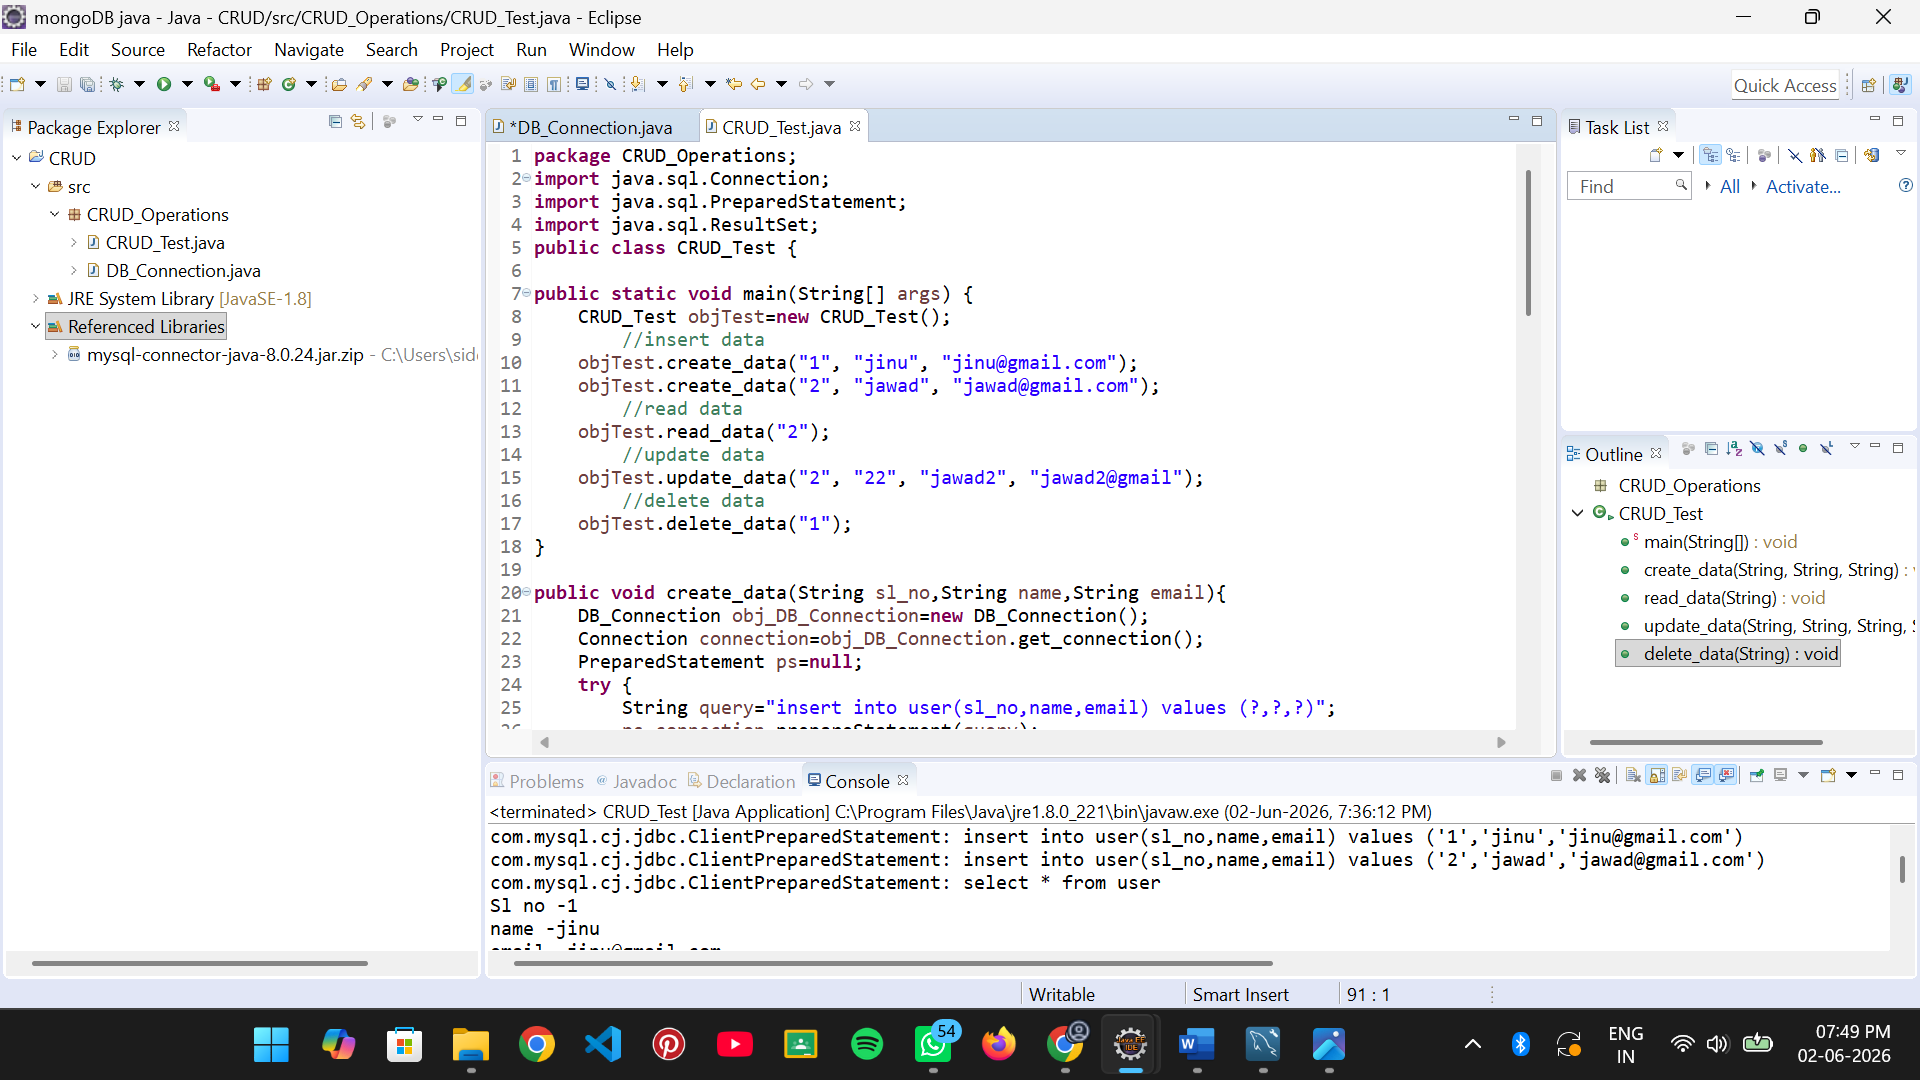 mongoDB java - Java - CRUD/src/CRUD_Operations/CRUD_Test.java - Eclipse
File Edit Source Refactor Navigate Search Project Run Window Help
Quick Access
Package Explorer
CRUD
src
CRUD_Operations
CRUD_Test.java
DB_Connection.java
JRE System Library [JavaSE-1.8]
Referenced Libraries
mysql-connector-java-8.0.24.jar.zip - C:\Users\sid
*DB_Connection.java CRUD_Test.java
1 package CRUD_Operations;
2 import java.sql.Connection;
3 import java.sql.PreparedStatement;
4 import java.sql.ResultSet;
5 public class CRUD_Test {
6
7 public static void main(String[] args) {
8 CRUD_Test objTest=new CRUD_Test();
9 //insert data
10 objTest.create_data("1", "jinu", "jinu@gmail.com");
11 objTest.create_data("2", "jawad", "jawad@gmail.com");
12 //read data
13 objTest.read_data("2");
14 //update data
15 objTest.update_data("2", "22", "jawad2", "jawad2@gmail");
16 //delete data
17 objTest.delete_data("1");
18 }
19
20 public void create_data(String sl_no,String name,String email){
21 DB_Connection obj_DB_Connection=new DB_Connection();
22 Connection connection=obj_DB_Connection.get_connection();
23 PreparedStatement ps=null;
24 try {
25 String query="insert into user(sl_no,name,email) values (?,?,?)";
Task List
Find All Activate...
Outline
CRUD_Operations
CRUD_Test
main(String[]) : void
create_data(String, String, String) :
read_data(String) : void
update_data(String, String, String,
delete_data(String) : void
Problems Javadoc Declaration Console
<terminated> CRUD_Test [Java Application] C:\Program Files\Java\jre1.8.0_221\bin\javaw.exe (02-Jun-2026, 7:36:12 PM)
com.mysql.cj.jdbc.ClientPreparedStatement: insert into user(sl_no,name,email) values ('1','jinu','jinu@gmail.com')
com.mysql.cj.jdbc.ClientPreparedStatement: insert into user(sl_no,name,email) values ('2','jawad','jawad@gmail.com')
com.mysql.cj.jdbc.ClientPreparedStatement: select * from user
Sl no -1
name -jinu
Writable Smart Insert 91 : 1
54
ENG
IN
07:49 PM
02-06-2026